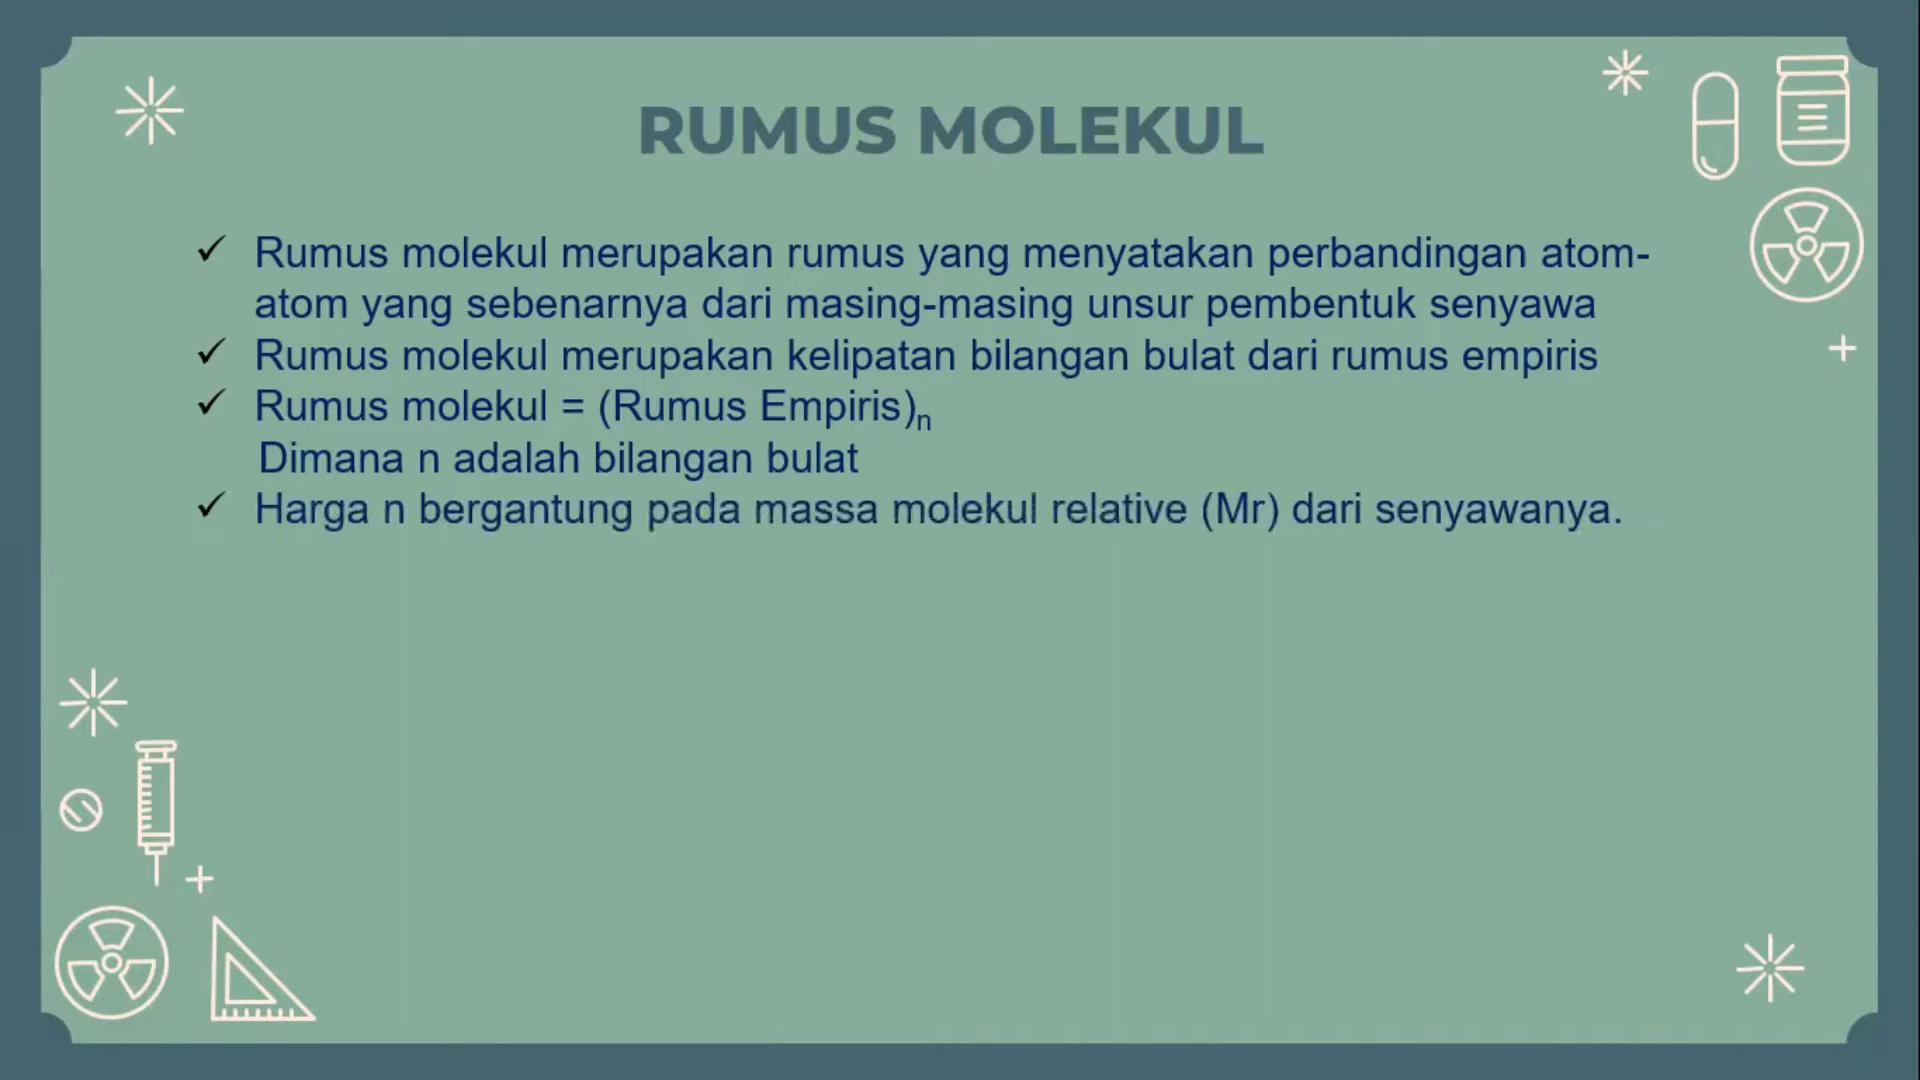 RUMUS MOLEKUL
✓ Rumus molekul merupakan rumus yang menyatakan perbandingan atom-
atom yang sebenarnya dari masing-masing unsur pembentuk senyawa
✓ Rumus molekul merupakan kelipatan bilangan bulat dari rumus empiris
✓ Rumus molekul = (Rumus Empiris)n
Dimana n adalah bilangan bulat
✓ Harga n bergantung pada massa molekul relative (Mr) dari senyawanya.